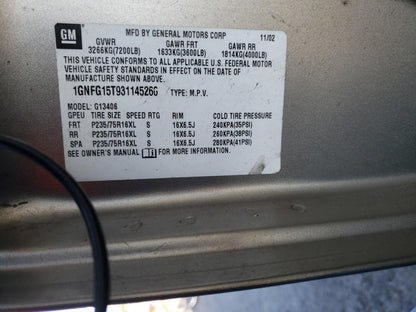 GM
MFD BY GENERAL MOTORS CORP 11/02
GVWR GAWR FRT GAWR RR
3266KG(7200LB) 1633KG(3600LB) 1814KG(4000LB)
THIS VEHICLE CONFORMS TO ALL APPLICABLE U.S. FEDERAL MOTOR
VEHICLE SAFETY STANDARDS IN EFFECT ON THE DATE OF
MANUFACTURE SHOWN ABOVE.
1GNFG15T931145266 TYPE: M.P.V.
MODEL: G13406
GPEU TIRE SIZE SPEED RTG RIM COLD TIRE PRESSURE
FRT P235/75R16XL S 16X6.5J 240KPA(35PSI)
RR P235/75R16XL S 16X6.5J 260KPA(38PSI)
SPA P235/75R16XL S 16X6.5J 280KPA(41PSI)
SEE OWNER'S MANUAL FOR MORE INFORMATION.